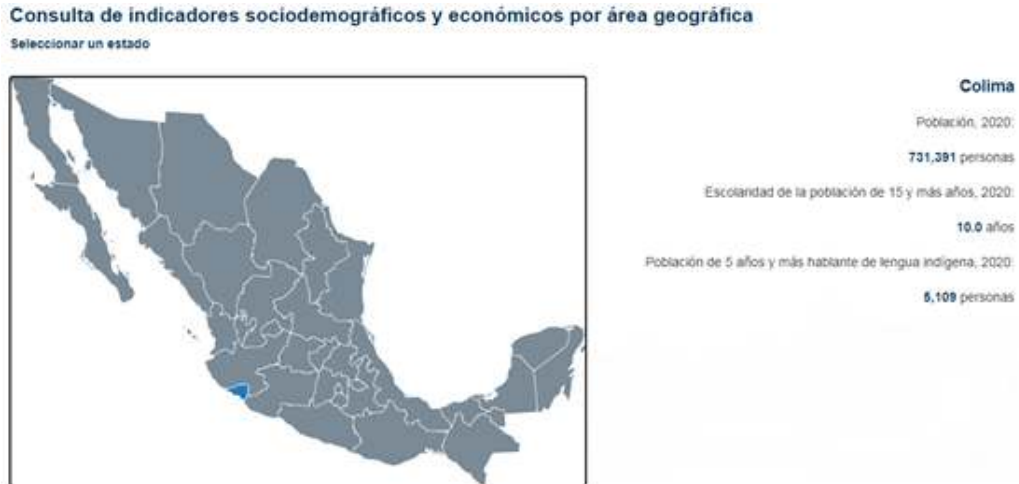 Consulta de indicadores sociodemográficos y económicos por área geográfica
Seleccionar un estado
Colima
Población, 2020:
731,391 personas
Escolaridad de la población de 15 y más años, 2020:
10.0 años
Población de 5 años y más hablante de lengua indígena, 2020:
5,109 personas